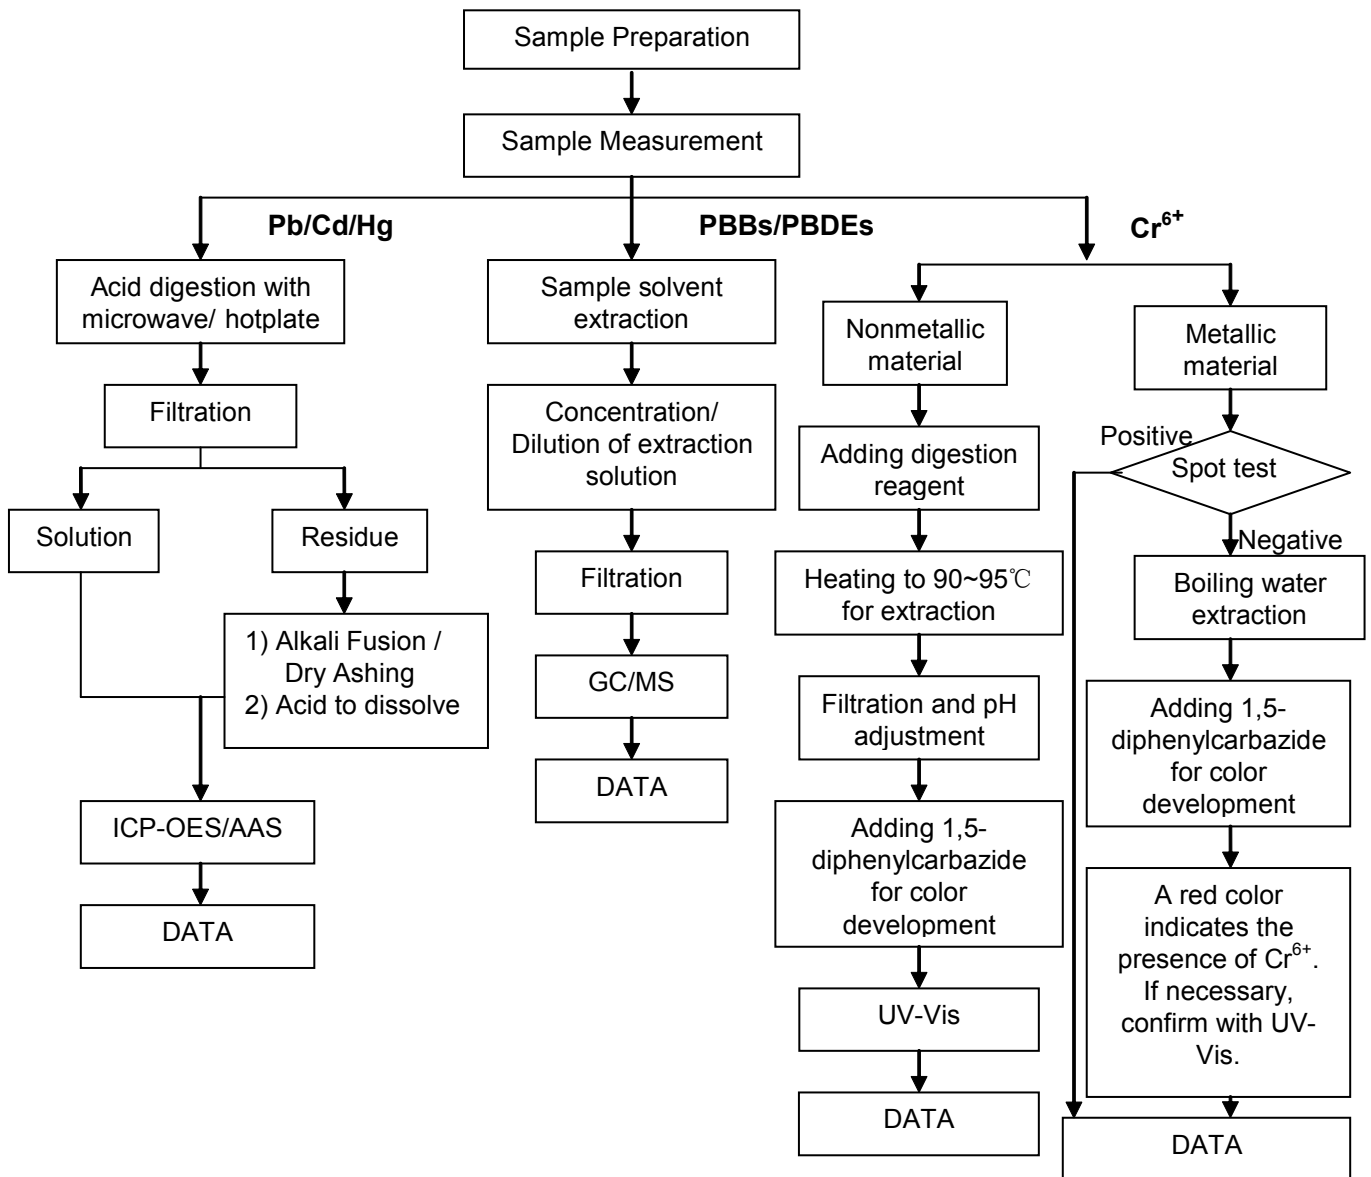 Sample Preparation
Sample Measurement
Pb/Cd/Hg
PBBs/PBDEs
Cr⁶⁺
Acid digestion with
microwave/ hotplate
Filtration
Solution
Residue
1) Alkali Fusion /
Dry Ashing
2) Acid to dissolve
ICP-OES/AAS
DATA
Sample solvent
extraction
Concentration/
Dilution of extraction
solution
Filtration
GC/MS
DATA
Nonmetallic
material
Adding digestion
reagent
Heating to 90~95℃
for extraction
Filtration and pH
adjustment
Adding 1,5-
diphenylcarbazide
for color
development
UV-Vis
DATA
Metallic
material
Positive
Spot test
Negative
Boiling water
extraction
Adding 1,5-
diphenylcarbazide
for color
development
A red color
indicates the
presence of Cr⁶⁺.
If necessary,
confirm with UV-
Vis.
DATA